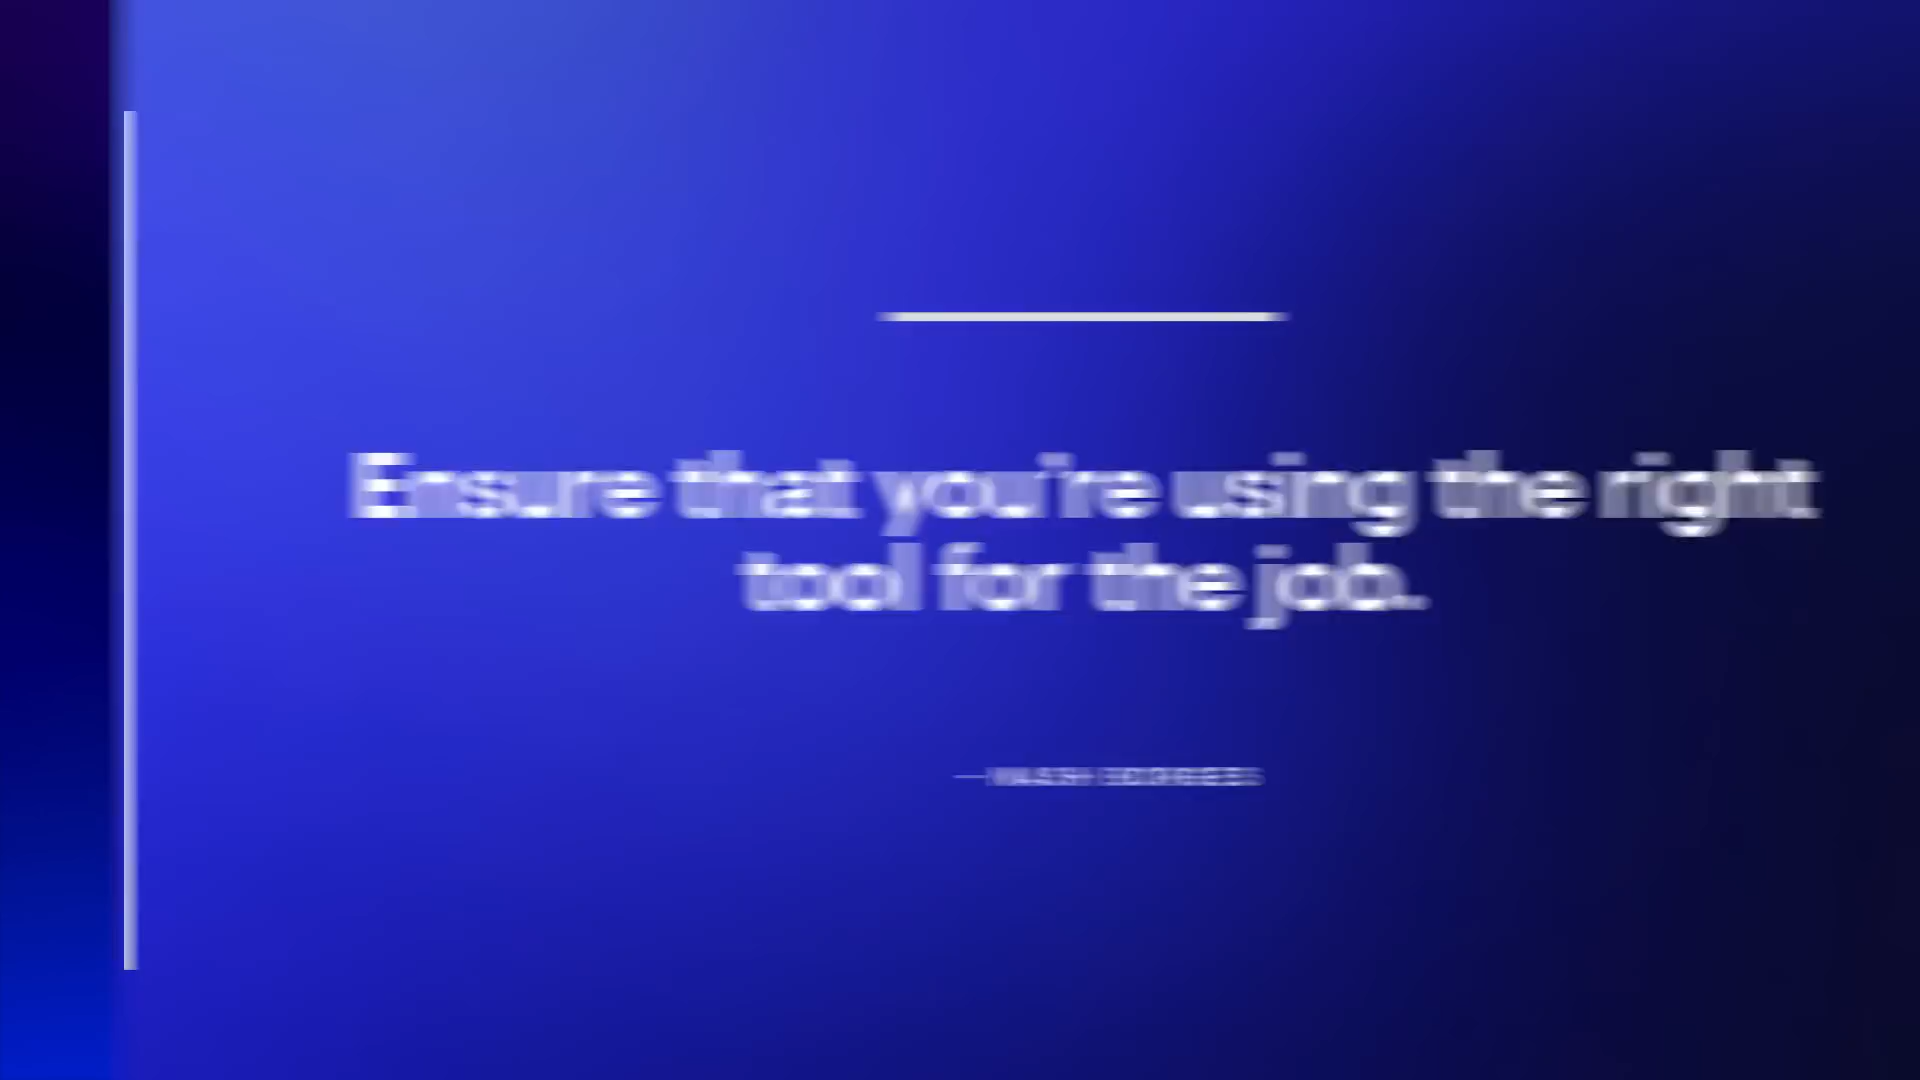 Ensure that you're using the right
tool for the job.